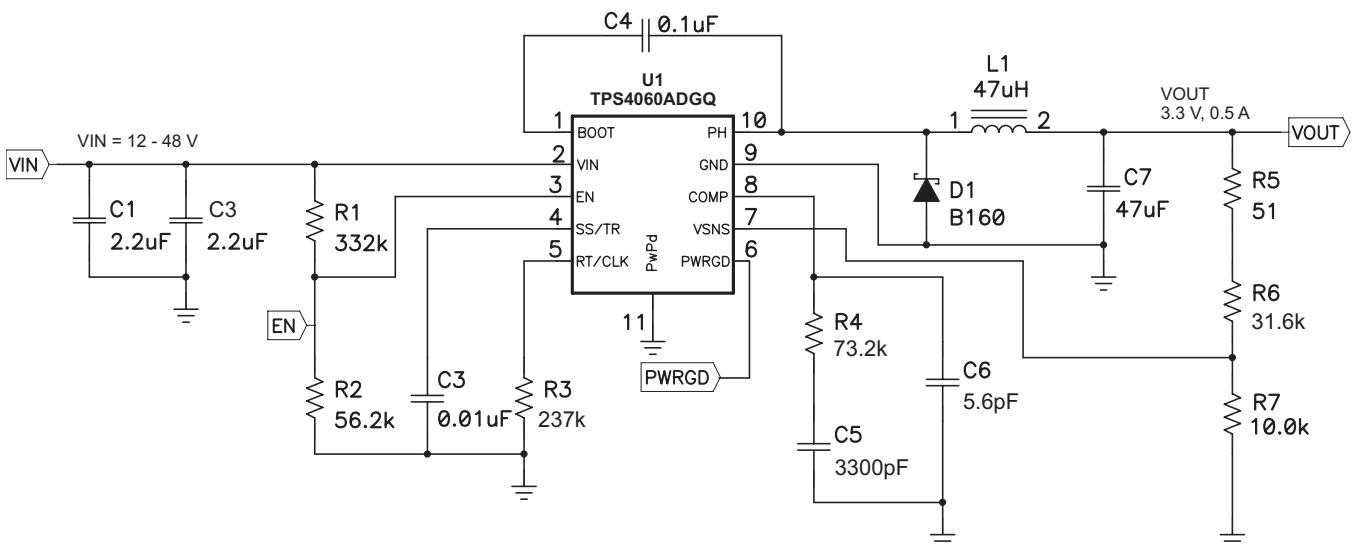 C4
0.1uF
U1
TPS4060ADGQ
L1
47uH
VOUT
3.3 V, 0.5 A
VIN = 12 - 48 V
VIN
VOUT
1
BOOT
PH
10
1
2
2
VIN
GND
9
3
EN
COMP
8
4
SS/TR
VSNS
7
5
RT/CLK
PWRGD
6
PwPd
11
C1
2.2uF
C3
2.2uF
R1
332k
D1
B160
C7
47uF
R5
51
R6
31.6k
EN
PWRGD
R4
73.2k
R2
56.2k
C3
0.01uF
R3
237k
C6
5.6pF
R7
10.0k
C5
3300pF